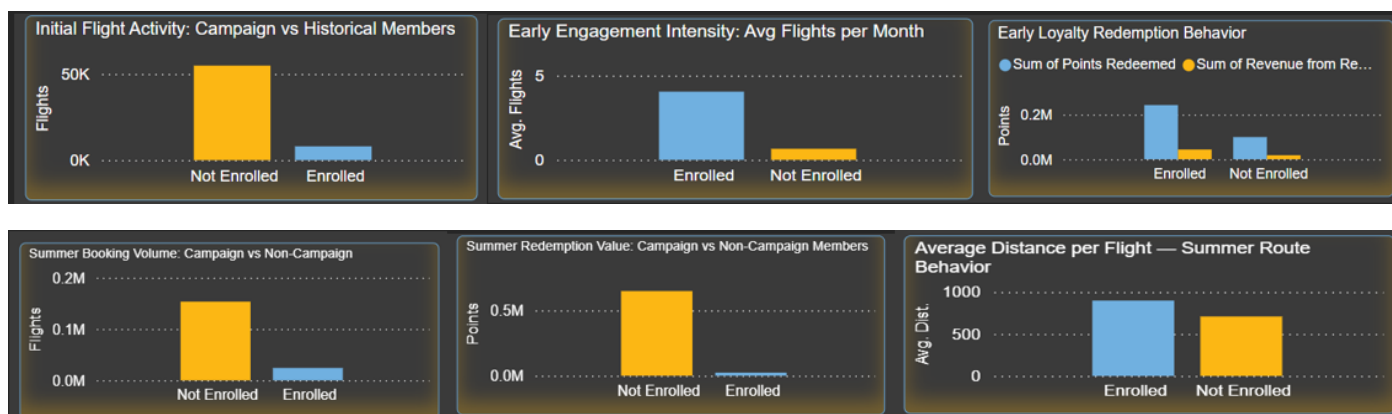 Initial Flight Activity: Campaign vs Historical Members
50K
0K
Flights
Not Enrolled
Enrolled
Early Engagement Intensity: Avg Flights per Month
5
0
Avg. Flights
Enrolled
Not Enrolled
Early Loyalty Redemption Behavior
Sum of Points Redeemed
Sum of Revenue from Re...
0.2M
0.0M
Points
Enrolled
Not Enrolled
Summer Booking Volume: Campaign vs Non-Campaign
0.2M
0.1M
0.0M
Flights
Not Enrolled
Enrolled
Summer Redemption Value: Campaign vs Non-Campaign Members
0.5M
0.0M
Points
Not Enrolled
Enrolled
Average Distance per Flight — Summer Route
Behavior
1000
500
0
Avg. Dist.
Enrolled
Not Enrolled